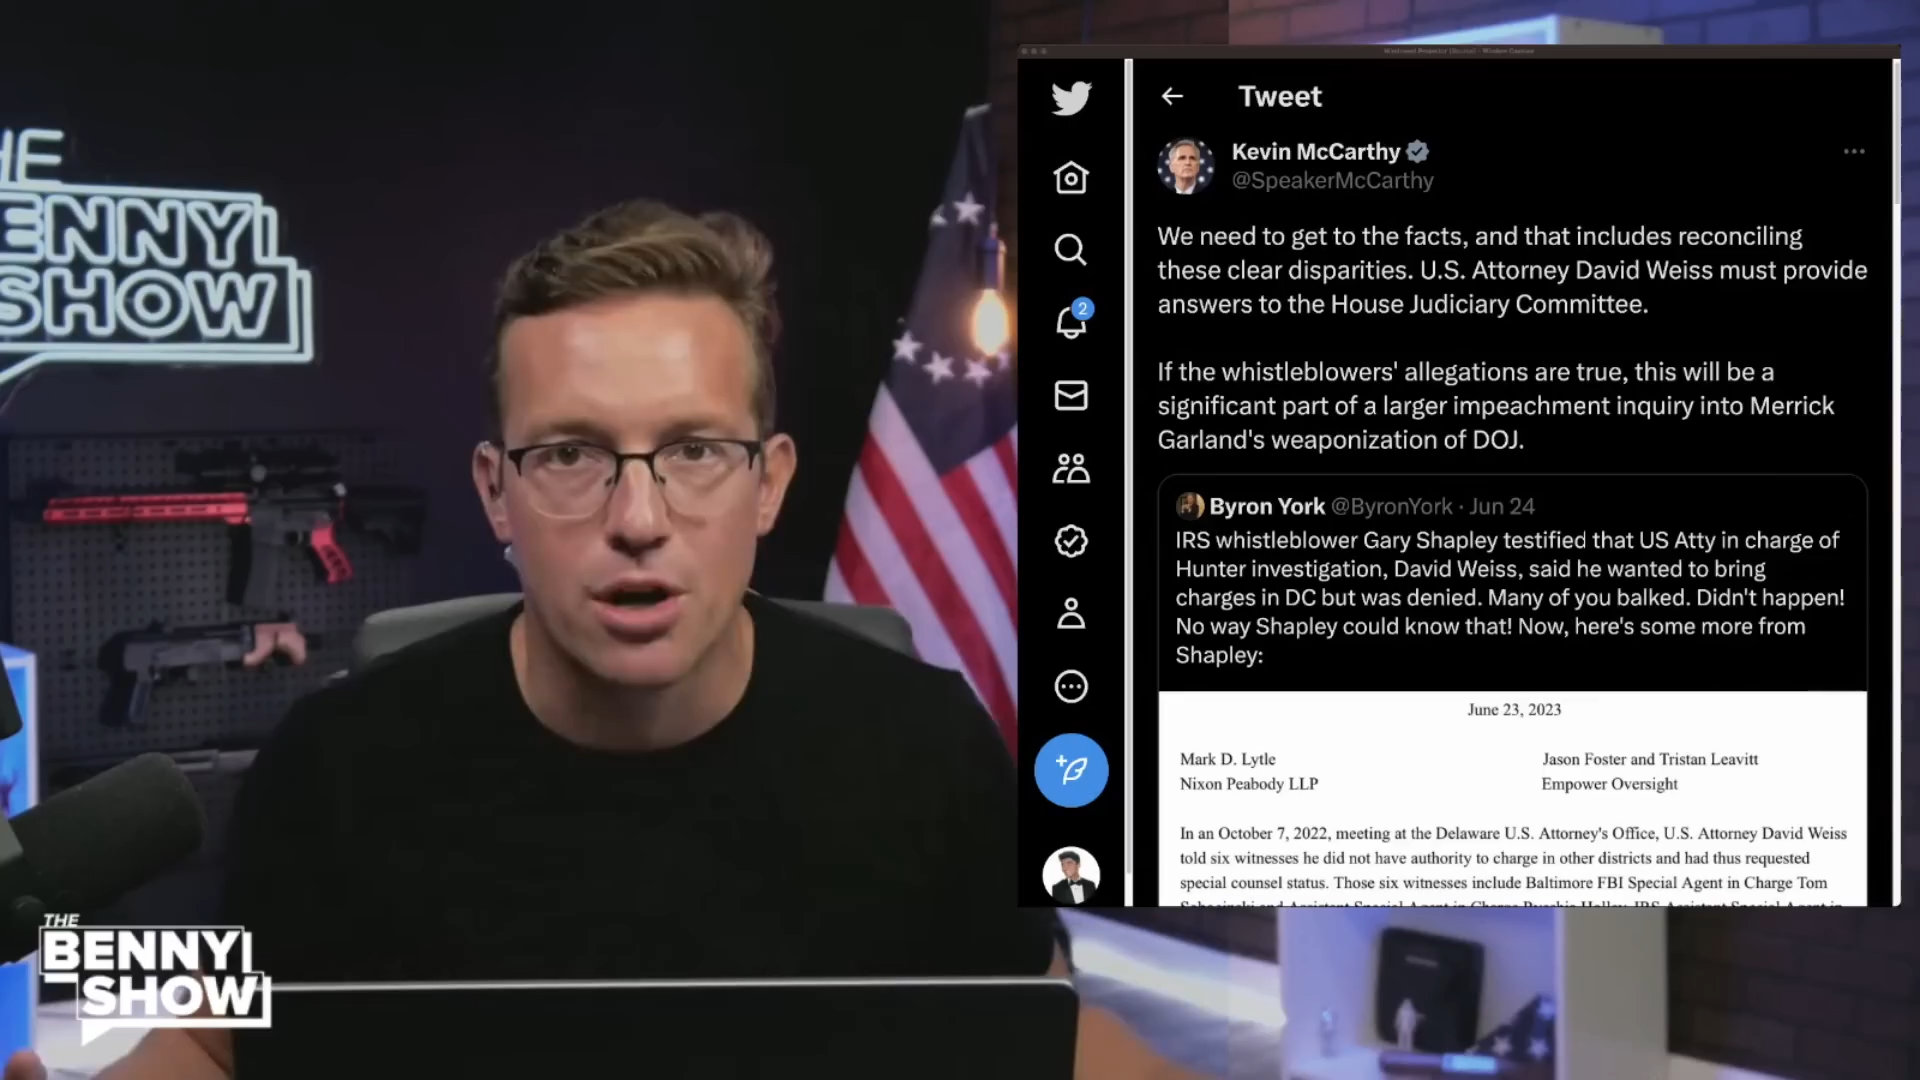 THE
BENNY
SHOW
Tweet
Kevin McCarthy
@SpeakerMcCarthy
We need to get to the facts, and that includes reconciling
these clear disparities. U.S. Attorney David Weiss must provide
answers to the House Judiciary Committee.
If the whistleblowers' allegations are true, this will be a
significant part of a larger impeachment inquiry into Merrick
Garland's weaponization of DOJ.
2
Byron York @ByronYork · Jun 24
IRS whistleblower Gary Shapley testified that US Atty in charge of
Hunter investigation, David Weiss, said he wanted to bring
charges in DC but was denied. Many of you balked. Didn't happen!
No way Shapley could know that! Now, here's some more from
Shapley:
June 23, 2023
Mark D. Lytle
Nixon Peabody LLP
Jason Foster and Tristan Leavitt
Empower Oversight
In an October 7, 2022, meeting at the Delaware U.S. Attorney's Office, U.S. Attorney David Weiss
told six witnesses he did not have authority to charge in other districts and had thus requested
special counsel status. Those six witnesses include Baltimore FBI Special Agent in Charge Tom
THE
BENNY
SHOW